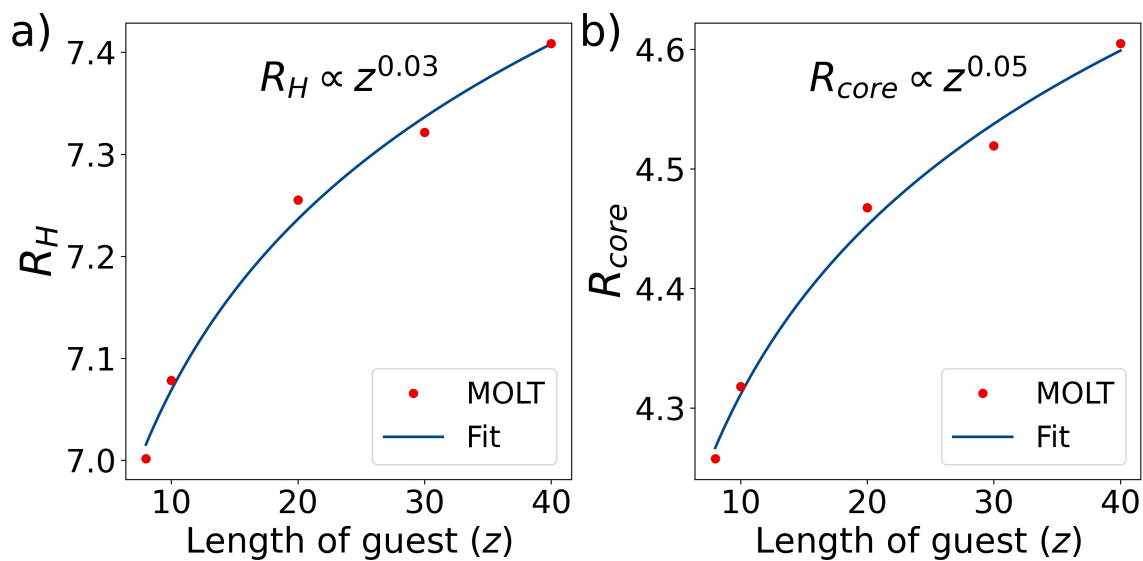 a)
R_H ∝ z^0.03
7.4
7.3
7.2
7.1
7.0
R_H
MOLT
Fit
10 20 30 40
Length of guest (z)
b)
R_core ∝ z^0.05
4.6
4.5
4.4
4.3
R_core
MOLT
Fit
10 20 30 40
Length of guest (z)